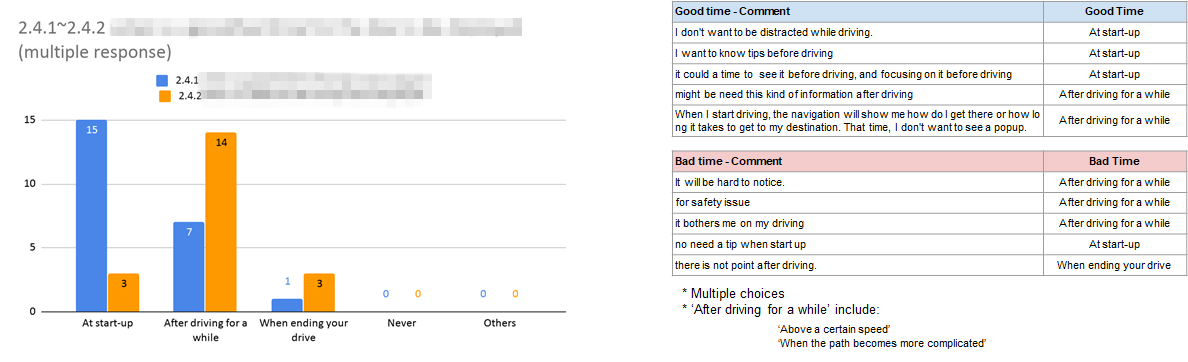 2.4.1~2.4.2
(multiple response)
2.4.1
2.4.2
15
10
5
0
15
3
7
14
1
3
0
0
0
0
At start-up
After driving for a
while
When ending your
drive
Never
Others
Good time - Comment Good Time
I don't want to be distracted while driving. At start-up
I want to know tips before driving At start-up
it could a time to see it before driving, and focusing on it before driving At start-up
might be need this kind of information after driving After driving for a while
When I start driving, the navigation will show me how do I get there or how lo
ng it takes to get to my destination. That time, I don't want to see a popup. After driving for a while
Bad time - Comment Bad Time
It will be hard to notice. After driving for a while
for safety issue After driving for a while
it bothers me on my driving After driving for a while
no need a tip when start up At start-up
there is not point after driving. When ending your drive
* Multiple choices
* ‘After driving for a while’ include:
‘Above a certain speed’
‘When the path becomes more complicated’